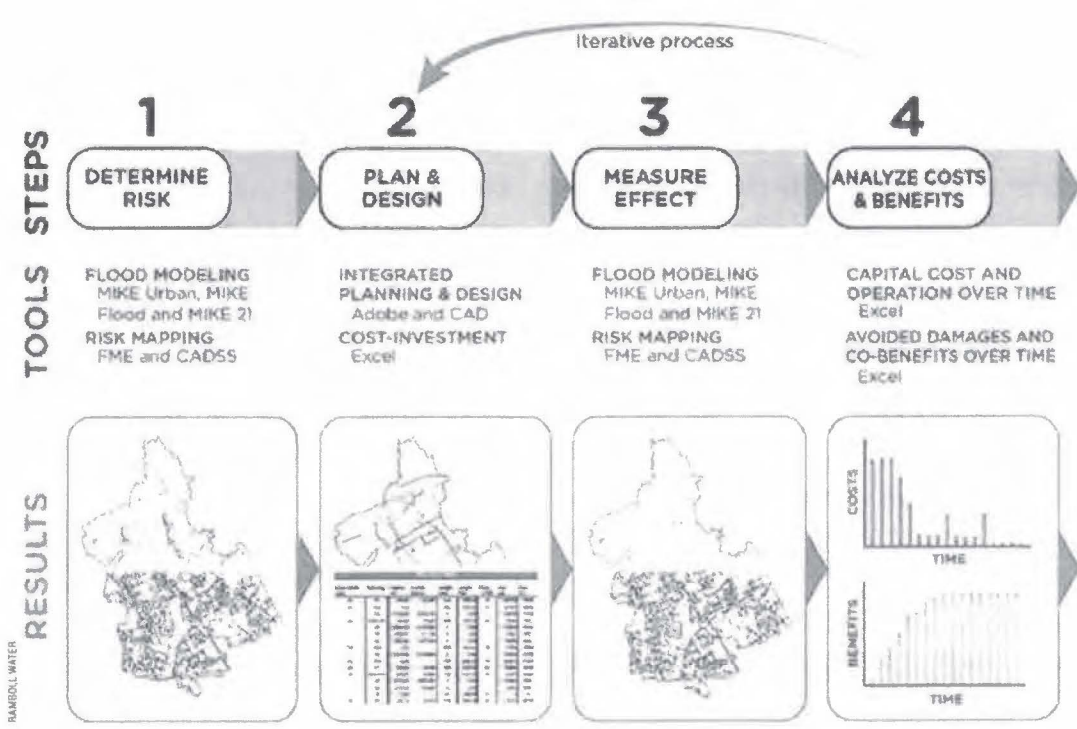 Iterative process
1
2
3
4
STEPS
DETERMINE
RISK
PLAN &
DESIGN
MEASURE
EFFECT
ANALYZE COSTS
& BENEFITS
TOOLS
FLOOD MODELING
MIKE Urban, MIKE
Flood and MIKE 21
RISK MAPPING
FME and CADSS
INTEGRATED
PLANNING & DESIGN
Adobe and CAD
COST-INVESTMENT
Excel
FLOOD MODELING
MIKE Urban, MIKE
Flood and MIKE 21
RISK MAPPING
FME and CADSS
CAPITAL COST AND
OPERATION OVER TIME
Excel
AVOIDED DAMAGES AND
CO-BENEFITS OVER TIME
Excel
RESULTS
COSTS
TIME
BENEFITS
TIME
RAMBOLL WATER